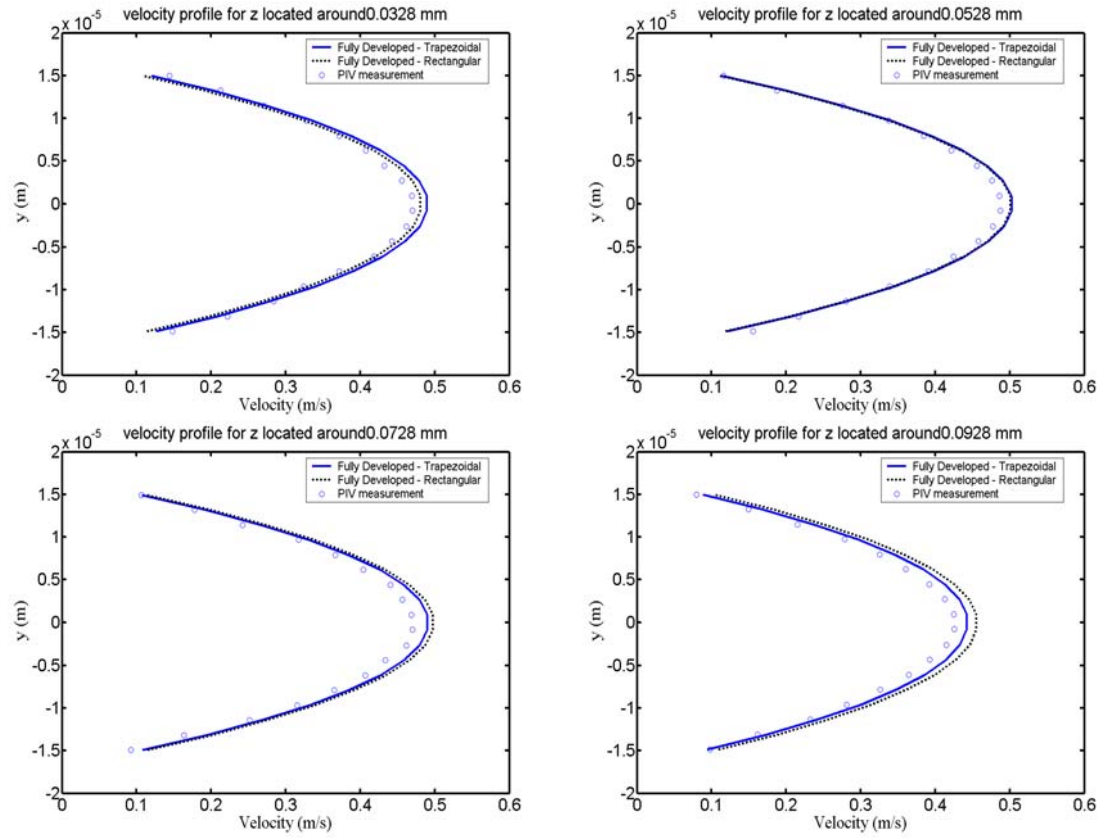 velocity profile for z located around0.0328 mm
2 x 10⁻⁵
Fully Developed - Trapezoidal
Fully Developed - Rectangular
PIV measurement
1.5
1
0.5
0
-0.5
-1
-1.5
-2
y (m)
0 0.1 0.2 0.3 0.4 0.5 0.6
Velocity (m/s)
velocity profile for z located around0.0528 mm
2 x 10⁻⁵
Fully Developed - Trapezoidal
Fully Developed - Rectangular
PIV measurement
1.5
1
0.5
0
-0.5
-1
-1.5
-2
y (m)
0 0.1 0.2 0.3 0.4 0.5 0.6
Velocity (m/s)
velocity profile for z located around0.0728 mm
2 x 10⁻⁵
Fully Developed - Trapezoidal
Fully Developed - Rectangular
PIV measurement
1.5
1
0.5
0
-0.5
-1
-1.5
-2
y (m)
0 0.1 0.2 0.3 0.4 0.5 0.6
Velocity (m/s)
velocity profile for z located around0.0928 mm
2 x 10⁻⁵
Fully Developed - Trapezoidal
Fully Developed - Rectangular
PIV measurement
1.5
1
0.5
0
-0.5
-1
-1.5
-2
y (m)
0 0.1 0.2 0.3 0.4 0.5 0.6
Velocity (m/s)